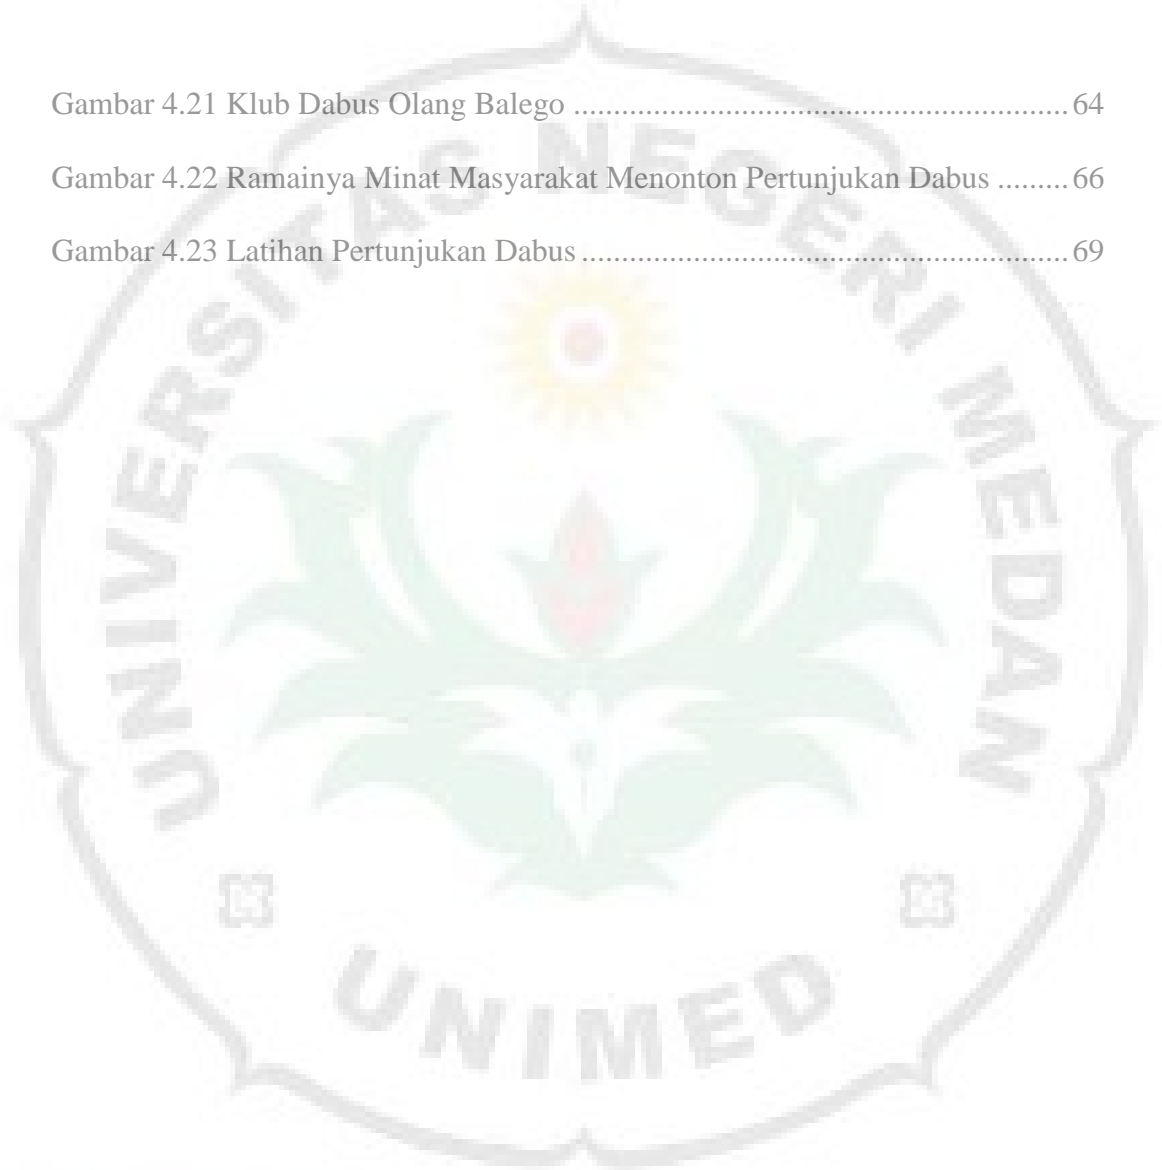 Gambar 4.21 Klub Dabus Olang Balego .............................................................. 64
Gambar 4.22 Ramainya Minat Masyarakat Menonton Pertunjukan Dabus ......... 66
Gambar 4.23 Latihan Pertunjukan Dabus ............................................................. 69
UNIVERSITAS NEGERI MEDAN
UNIMED